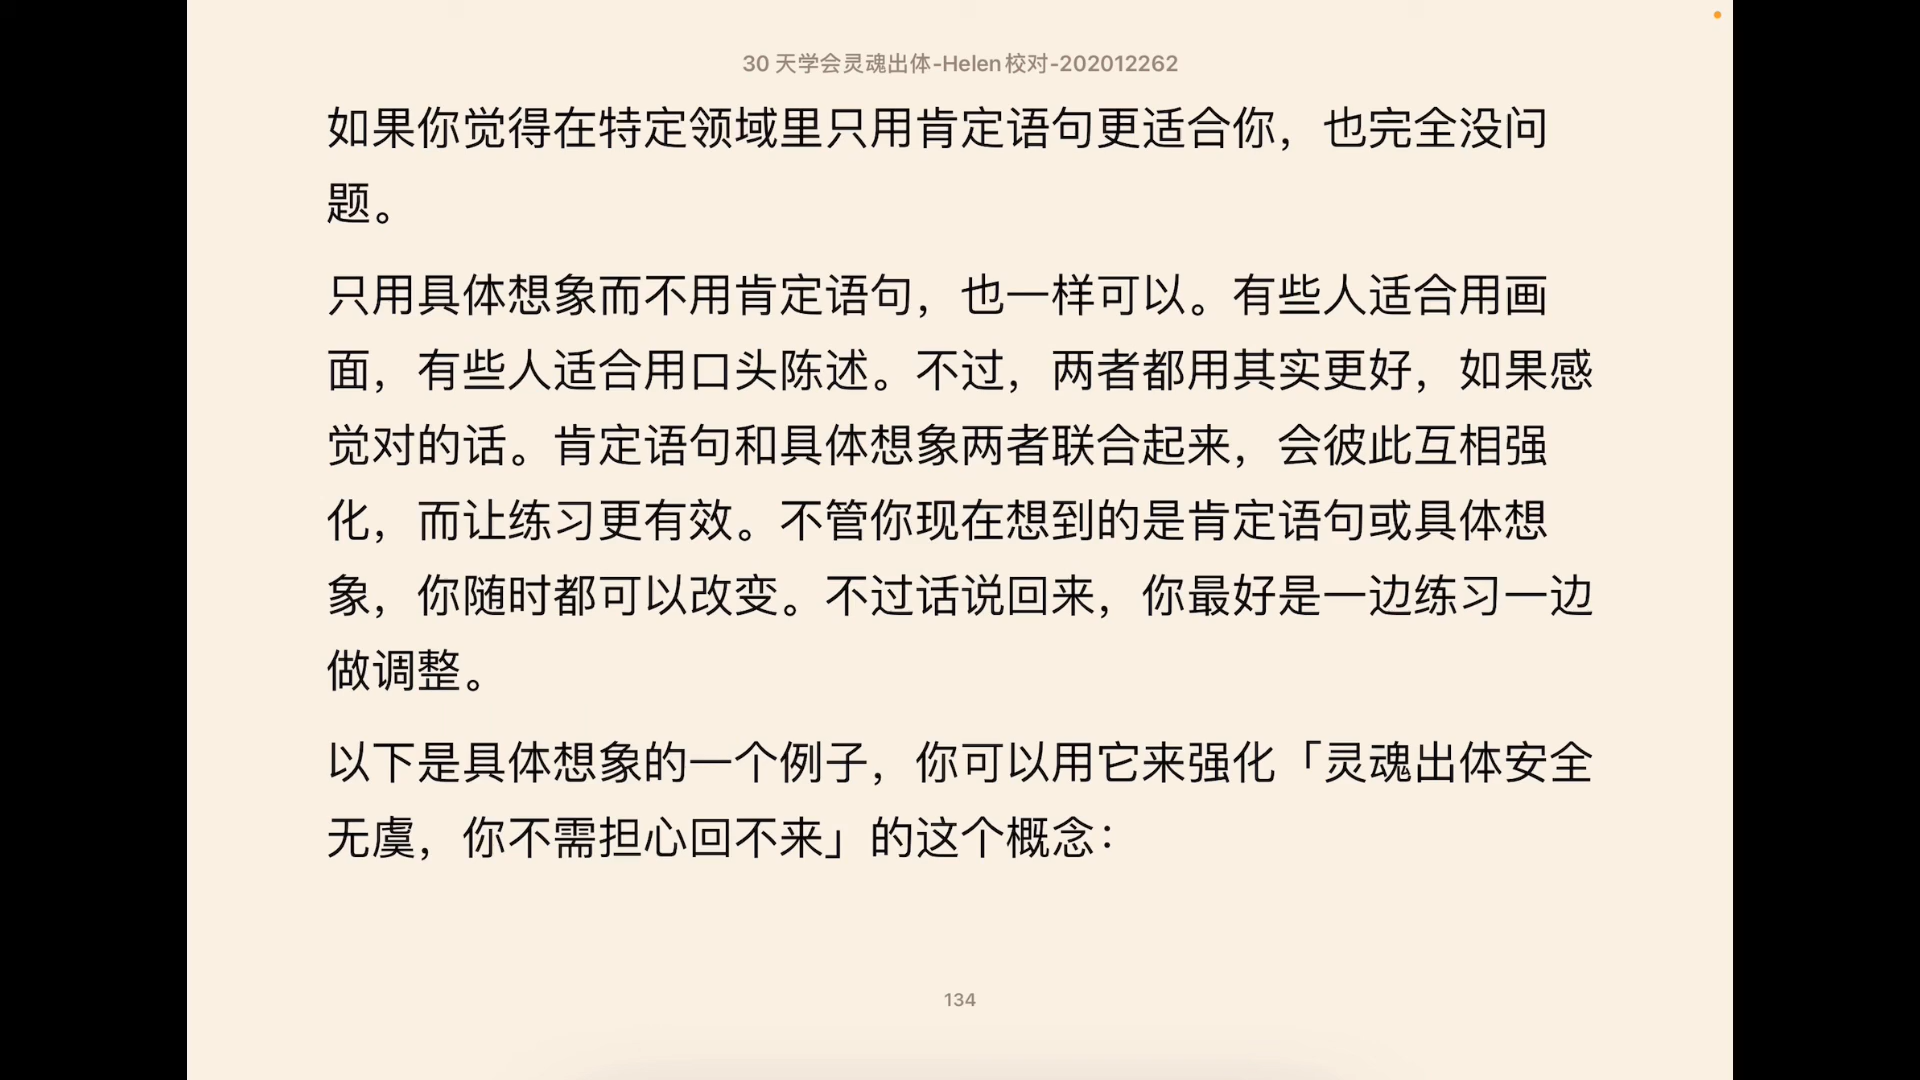 30 天学会灵魂出体-Helen校对-202012262
如果你觉得在特定领域里只用肯定语句更适合你，也完全没问
题。
只用具体想象而不用肯定语句，也一样可以。有些人适合用画
面，有些人适合用口头陈述。不过，两者都用其实更好，如果感
觉对的话。肯定语句和具体想象两者联合起来，会彼此互相强
化，而让练习更有效。不管你现在想到的是肯定语句或具体想
象，你随时都可以改变。不过话说回来，你最好是一边练习一边
做调整。
以下是具体想象的一个例子，你可以用它来强化「灵魂出体安全
无虞，你不需担心回不来」的这个概念：
134